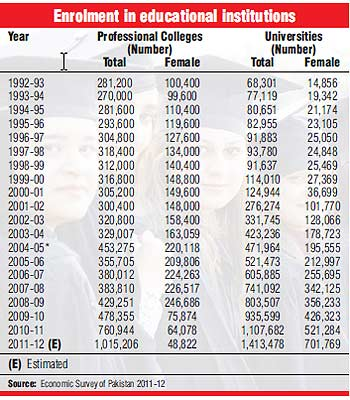 Enrolment in educational institutions
Year Professional Colleges Universities
(Number) (Number)
Total Female Total Female
1992-93 281,200 100,400 68,301 14,856
1993-94 270,000 99,600 77,119 19,342
1994-95 281,600 110,400 80,651 21,174
1995-96 293,600 119,600 82,955 23,105
1996-97 304,800 127,600 91,883 25,050
1997-98 318,400 134,000 93,780 24,848
1998-99 312,000 140,400 91,637 25,469
1999-00 316,800 148,800 114,010 27,369
2000-01 305,200 149,600 124,944 36,699
2001-02 300,400 148,000 276,274 101,770
2002-03 320,800 158,400 331,745 128,066
2003-04 329,007 163,059 423,236 178,723
2004-05* 453,275 220,118 471,964 195,555
2005-06 355,705 209,806 521,473 212,997
2006-07 380,012 224,263 605,885 255,695
2007-08 383,810 226,517 741,092 342,125
2008-09 429,251 246,686 803,507 356,233
2009-10 478,355 75,874 935,599 426,323
2010-11 760,944 64,078 1,107,682 521,284
2011-12 (E) 1,015,206 48,822 1,413,478 701,769
(E) Estimated
Source: Economic Survey of Pakistan 2011-12